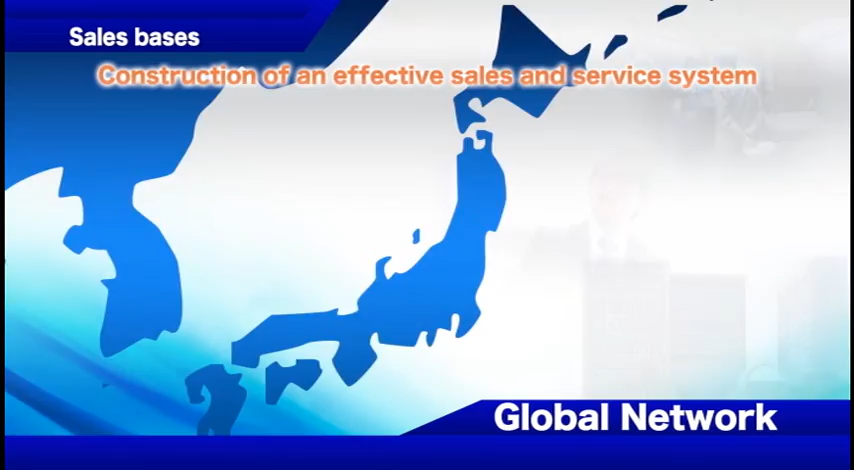 Sales bases
Construction of an effective sales and service system
Global Network